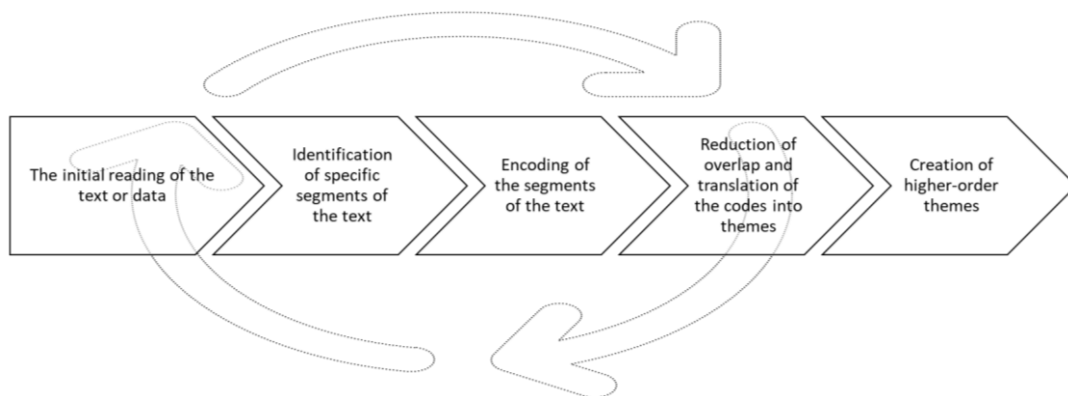 The initial reading of the
text or data
Identification
of specific
segments of
the text
Encoding of
the segments
of the text
Reduction of
overlap and
translation of
the codes into
themes
Creation of
higher-order
themes